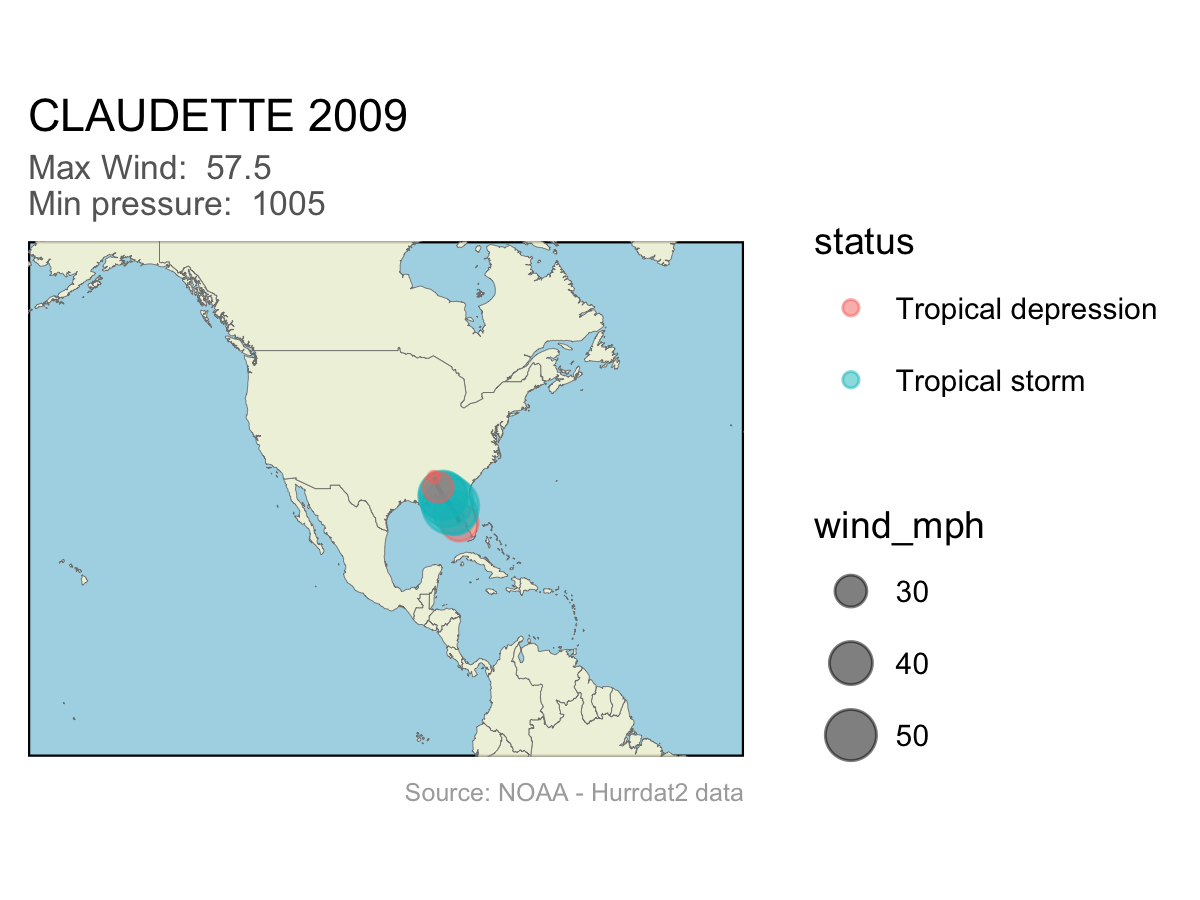 CLAUDETTE 2009
Max Wind:  57.5
Min pressure:  1005
status
Tropical depression
Tropical storm
wind_mph
30
40
50
Source: NOAA - Hurrdat2 data